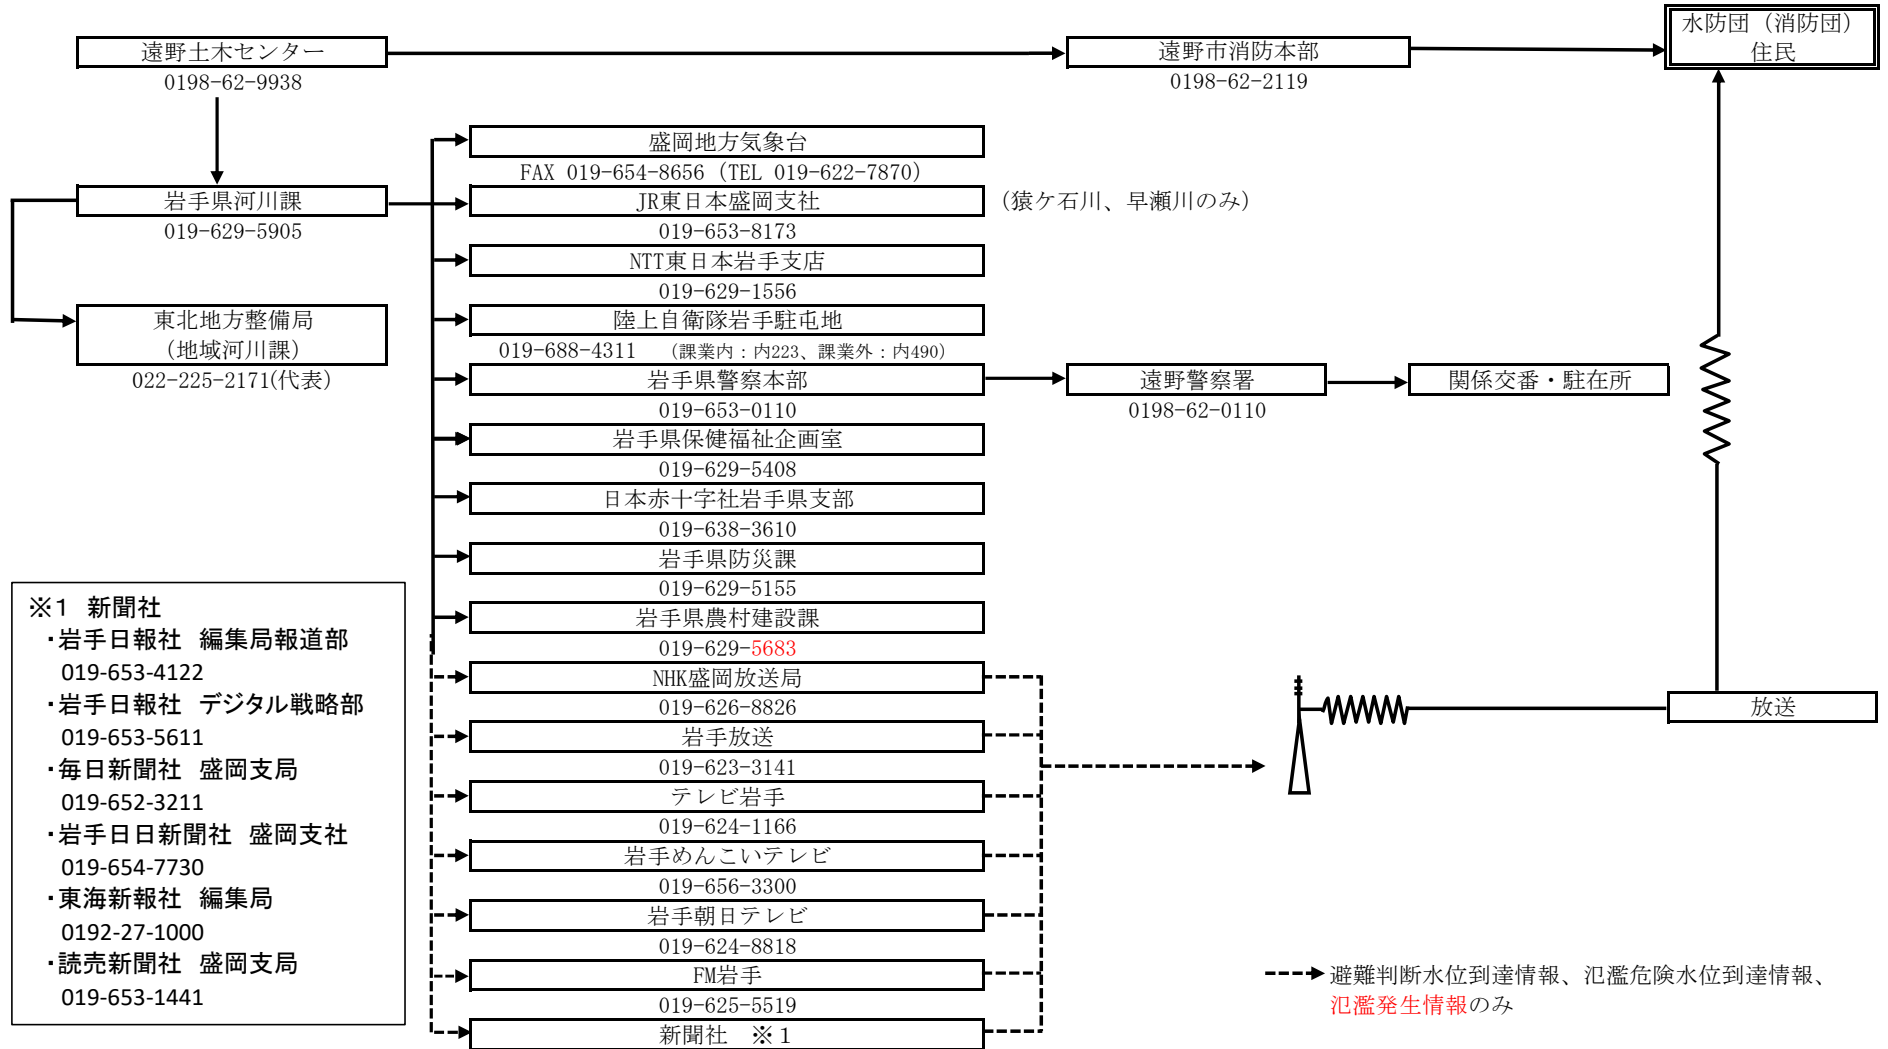 水防団（消防団）
住民
遠野土木センター
0198-62-9938
遠野市消防本部
0198-62-2119
盛岡地方気象台
FAX 019-654-8656（TEL 019-622-7870）
岩手県河川課
019-629-5905
JR東日本盛岡支社
（猿ケ石川、早瀬川のみ）
019-653-8173
NTT東日本岩手支店
019-629-1556
東北地方整備局
（地域河川課）
022-225-2171(代表)
陸上自衛隊岩手駐屯地
019-688-4311　（課業内：内223、課業外：内490）
岩手県警察本部
019-653-0110
遠野警察署
0198-62-0110
関係交番・駐在所
岩手県保健福祉企画室
019-629-5408
日本赤十字社岩手県支部
019-638-3610
岩手県防災課
019-629-5155
岩手県農村建設課
019-629-5683
NHK盛岡放送局
019-626-8826
岩手放送
019-623-3141
テレビ岩手
019-624-1166
岩手めんこいテレビ
019-656-3300
岩手朝日テレビ
019-624-8818
FM岩手
019-625-5519
新聞社　※１
放送
※1　新聞社
・岩手日報社　編集局報道部
019-653-4122
・岩手日報社　デジタル戦略部
019-653-5611
・毎日新聞社　盛岡支局
019-652-3211
・岩手日日新聞社　盛岡支社
019-654-7730
・東海新報社　編集局
0192-27-1000
・読売新聞社　盛岡支局
019-653-1441
避難判断水位到達情報、氾濫危険水位到達情報、
氾濫発生情報のみ